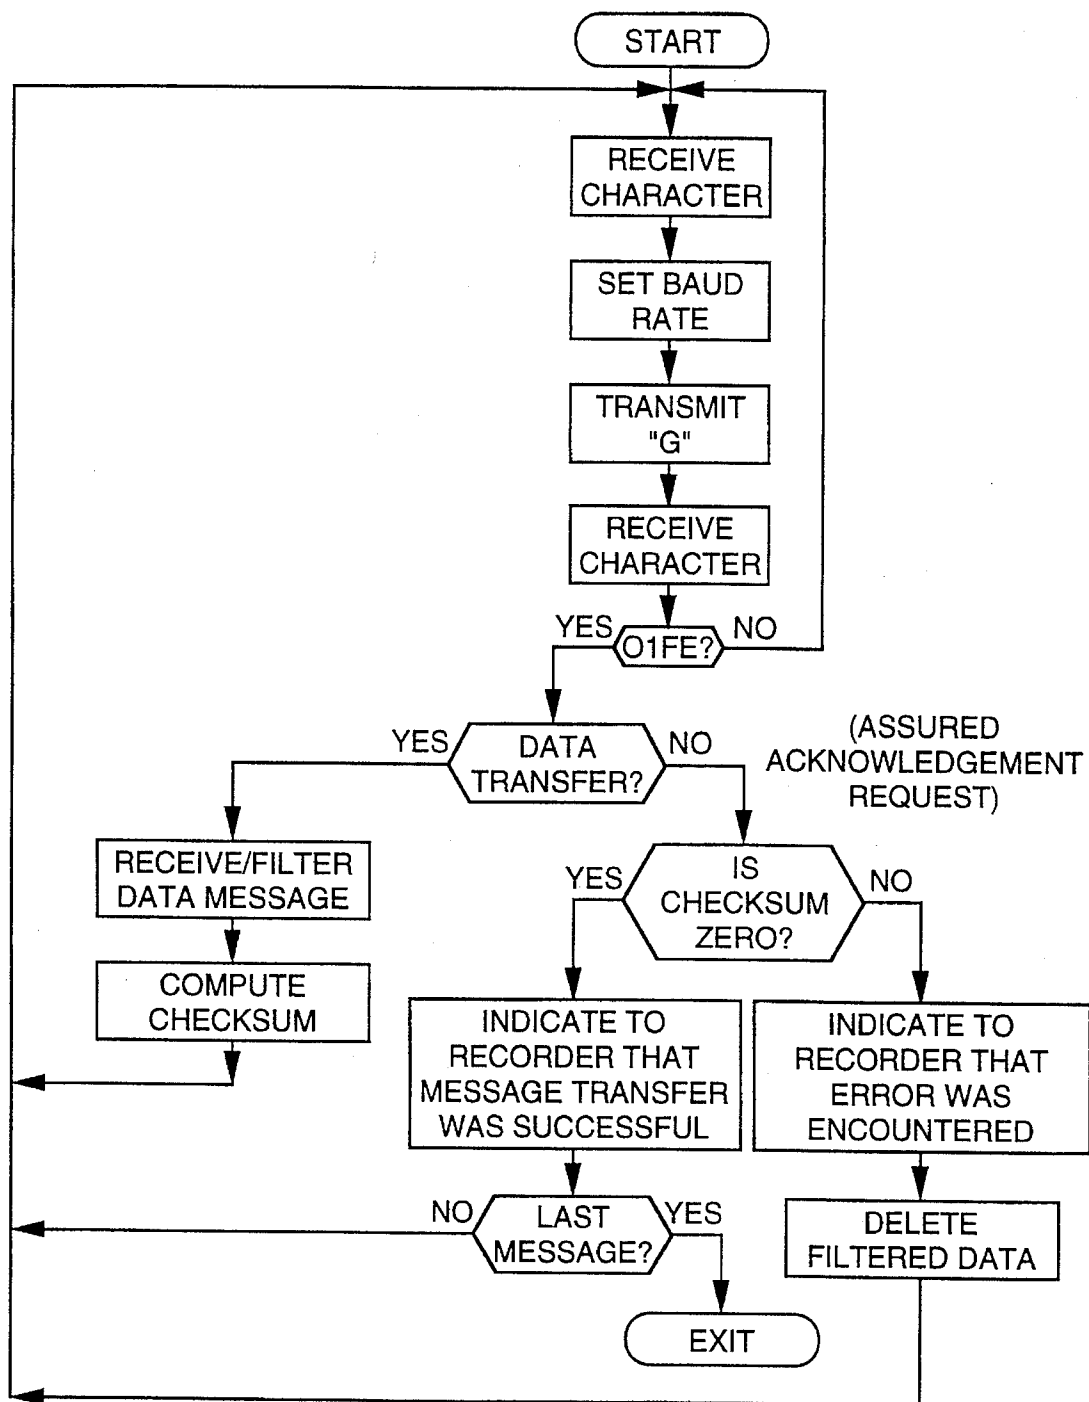 START
RECEIVE
CHARACTER
SET BAUD
RATE
TRANSMIT
"G"
RECEIVE
CHARACTER
YES
O1FE?
NO
YES
DATA
TRANSFER?
NO
(ASSURED
ACKNOWLEDGEMENT
REQUEST)
RECEIVE/FILTER
DATA MESSAGE
YES
IS
CHECKSUM
ZERO?
NO
COMPUTE
CHECKSUM
INDICATE TO
RECORDER THAT
MESSAGE TRANSFER
WAS SUCCESSFUL
INDICATE TO
RECORDER THAT
ERROR WAS
ENCOUNTERED
NO
LAST
MESSAGE?
YES
DELETE
FILTERED DATA
EXIT